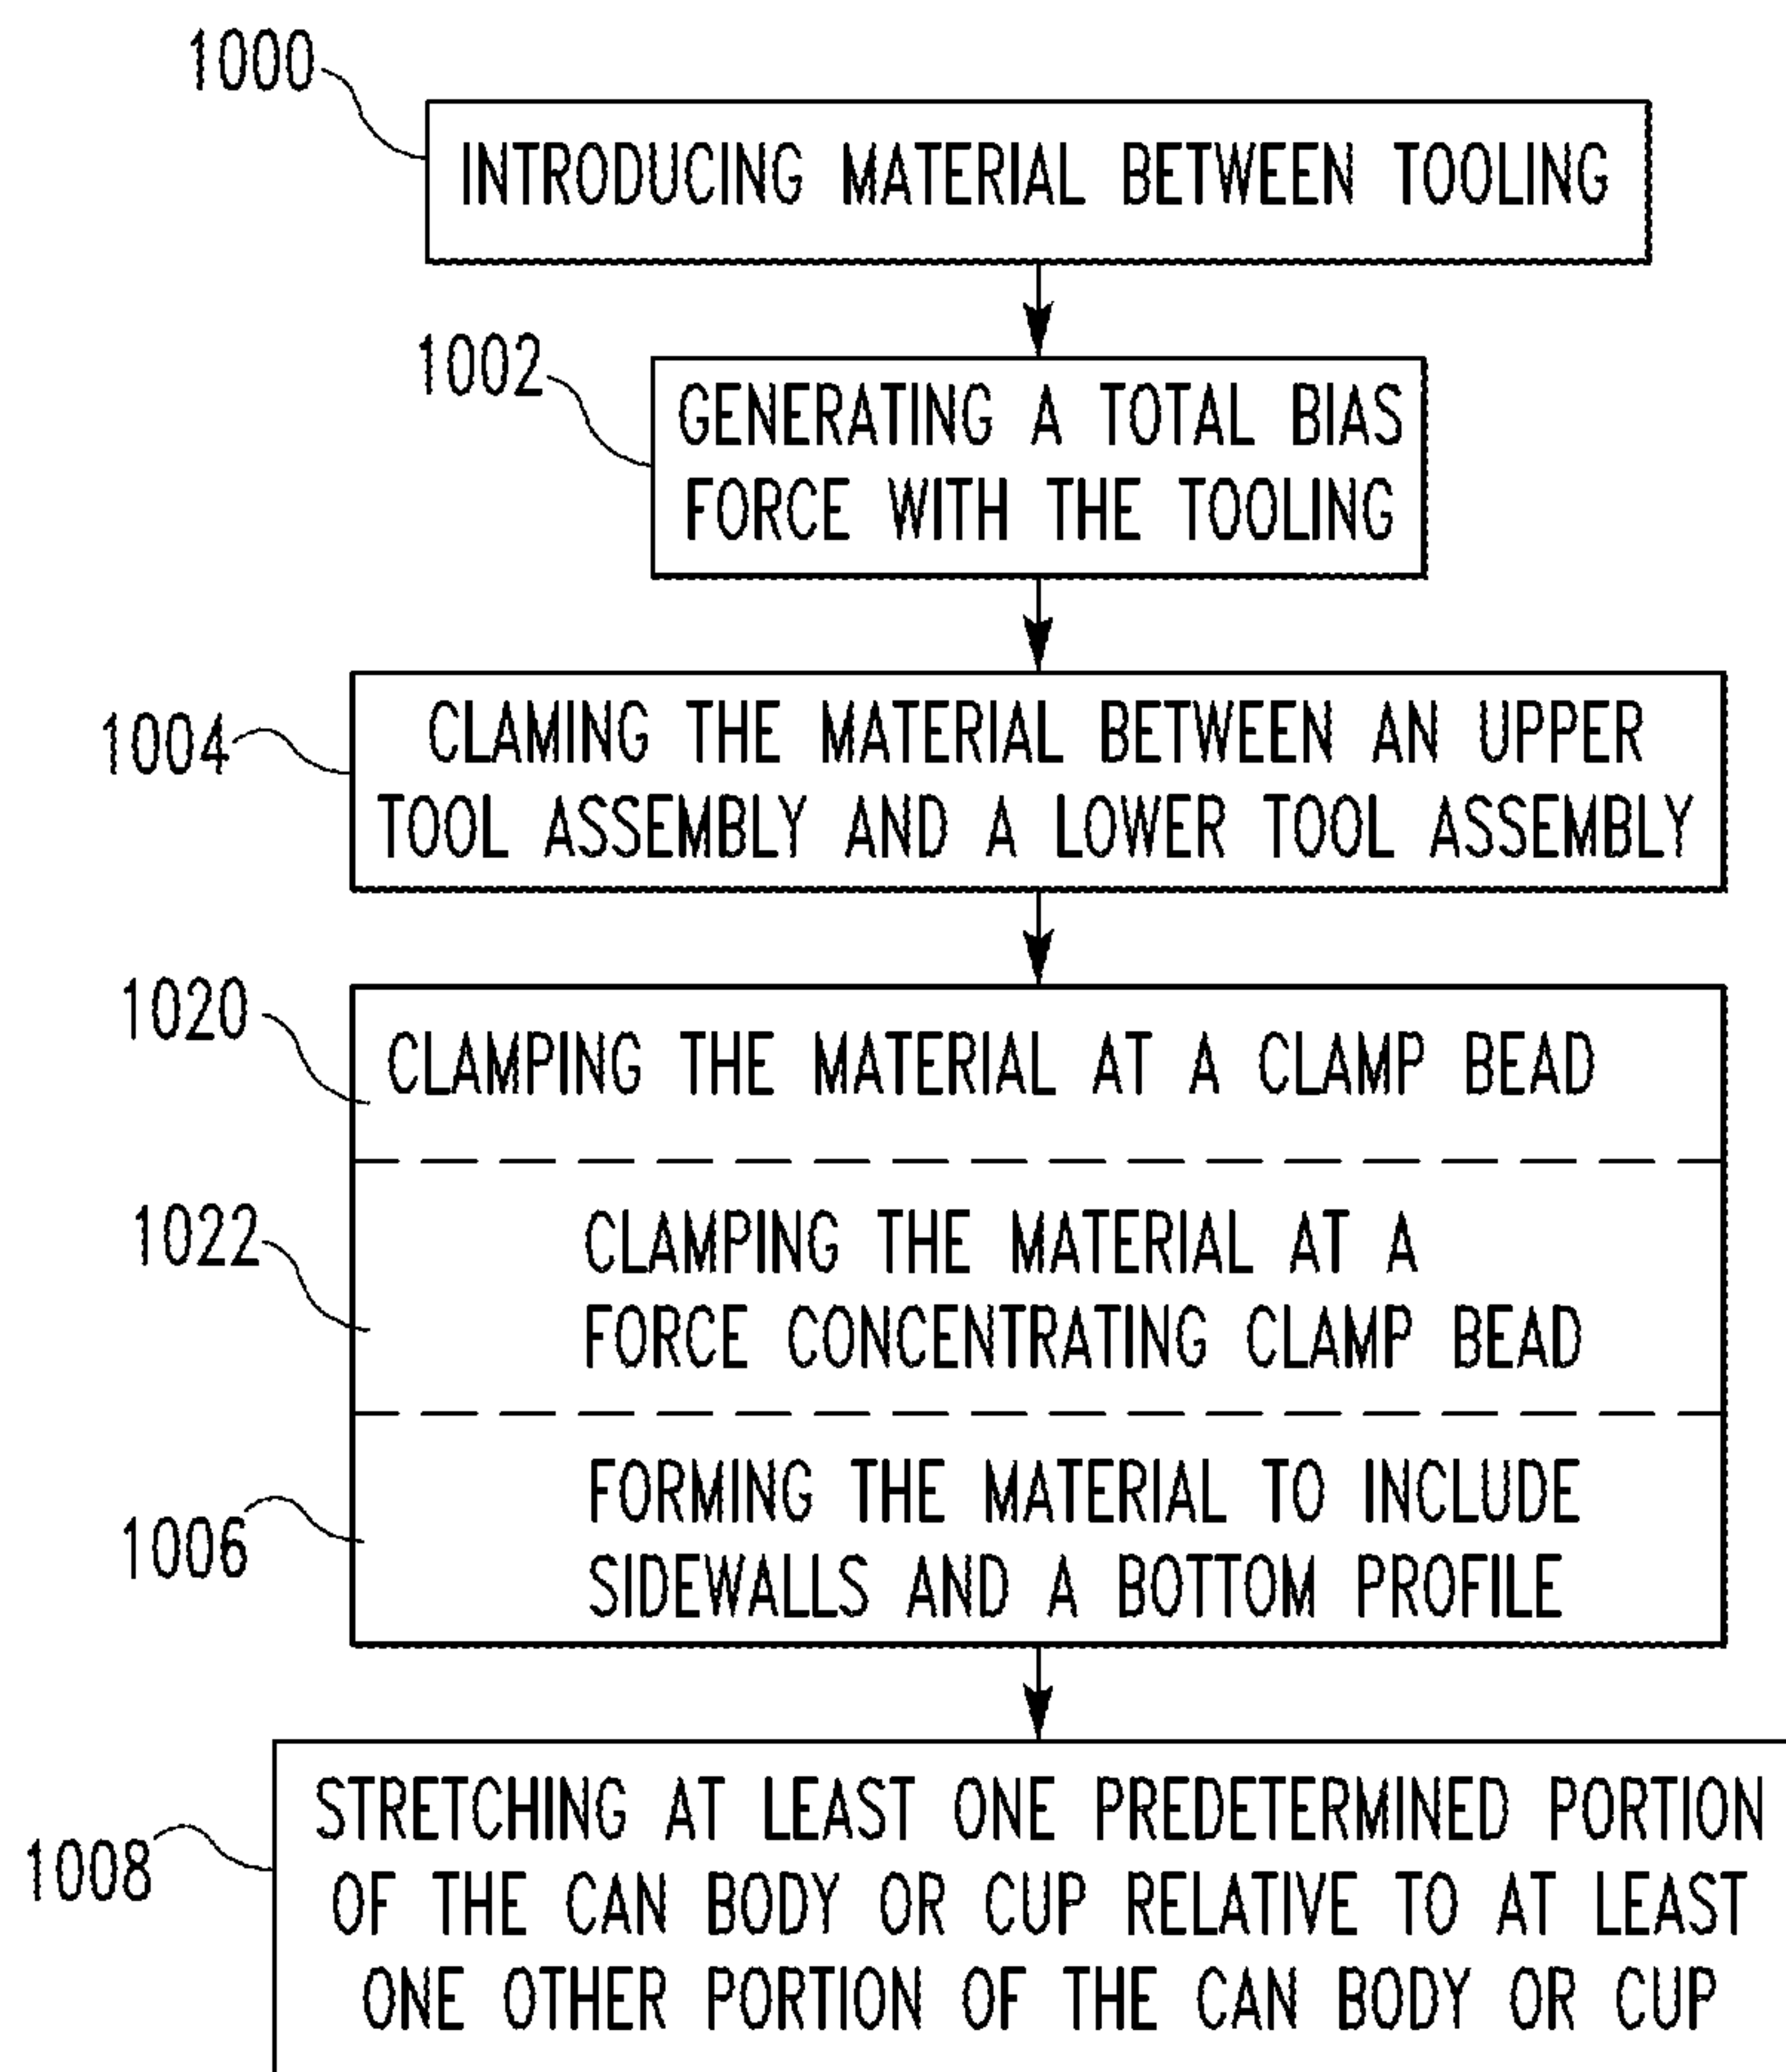 1000
INTRODUCING MATERIAL BETWEEN TOOLING
1002
GENERATING A TOTAL BIAS
FORCE WITH THE TOOLING
1004
CLAMING THE MATERIAL BETWEEN AN UPPER
TOOL ASSEMBLY AND A LOWER TOOL ASSEMBLY
1020
CLAMPING THE MATERIAL AT A CLAMP BEAD
1022
CLAMPING THE MATERIAL AT A
FORCE CONCENTRATING CLAMP BEAD
1006
FORMING THE MATERIAL TO INCLUDE
SIDEWALLS AND A BOTTOM PROFILE
1008
STRETCHING AT LEAST ONE PREDETERMINED PORTION
OF THE CAN BODY OR CUP RELATIVE TO AT LEAST
ONE OTHER PORTION OF THE CAN BODY OR CUP